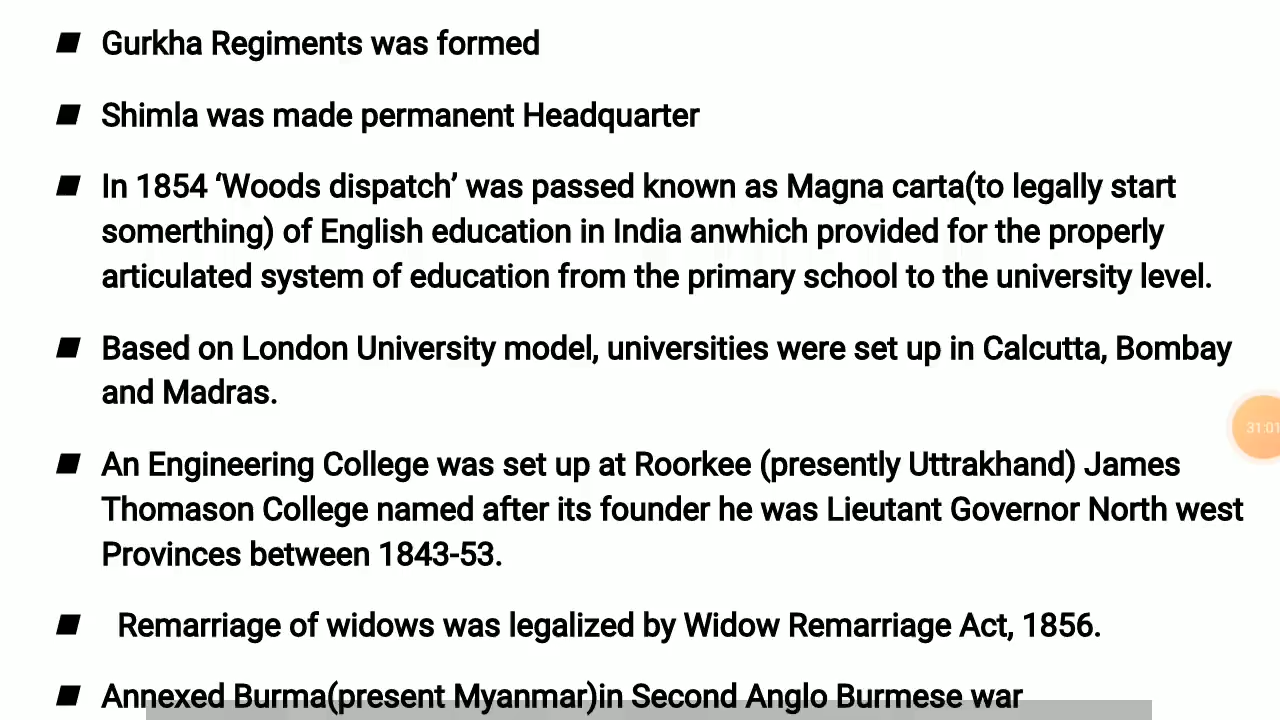 Gurkha Regiments was formed
Shimla was made permanent Headquarter
In 1854 ‘Woods dispatch’ was passed known as Magna carta(to legally start
somerthing) of English education in India anwhich provided for the properly
articulated system of education from the primary school to the university level.
Based on London University model, universities were set up in Calcutta, Bombay
and Madras.
An Engineering College was set up at Roorkee (presently Uttrakhand) James
Thomason College named after its founder he was Lieutant Governor North west
Provinces between 1843-53.
Remarriage of widows was legalized by Widow Remarriage Act, 1856.
Annexed Burma(present Myanmar)in Second Anglo Burmese war
31:01